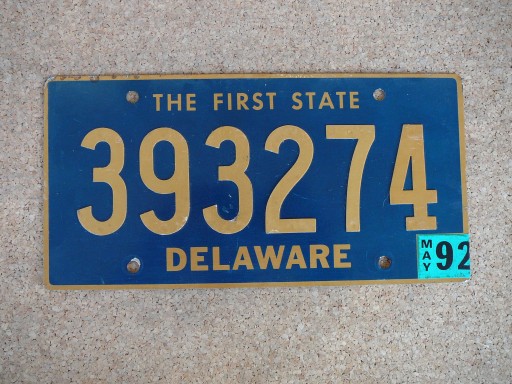 THE FIRST STATE
393274
DELAWARE
MAY 92